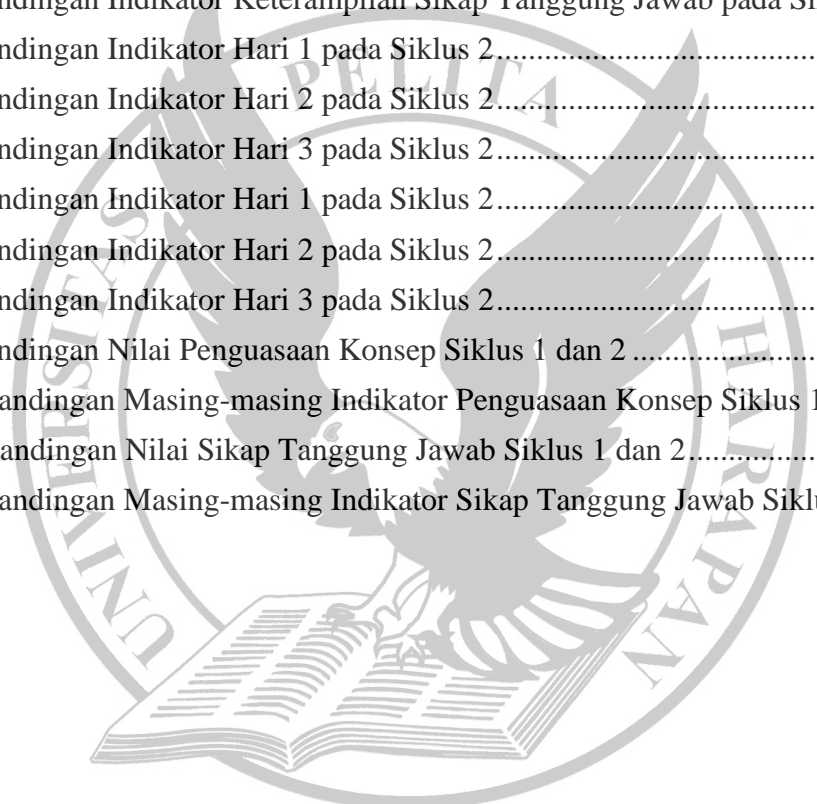 ndingan Indikator Keterampilan Sikap Tanggung Jawab pada Si
ndingan Indikator Hari 1 pada Siklus 2
ndingan Indikator Hari 2 pada Siklus 2
ndingan Indikator Hari 3 pada Siklus 2
ndingan Indikator Hari 1 pada Siklus 2
ndingan Indikator Hari 2 pada Siklus 2
ndingan Indikator Hari 3 pada Siklus 2
ndingan Nilai Penguasaan Konsep Siklus 1 dan 2
andingan Masing-masing Indikator Penguasaan Konsep Siklus 1
andingan Nilai Sikap Tanggung Jawab Siklus 1 dan 2
andingan Masing-masing Indikator Sikap Tanggung Jawab Siklu
UNIVERSITAS PELITA HARAPAN